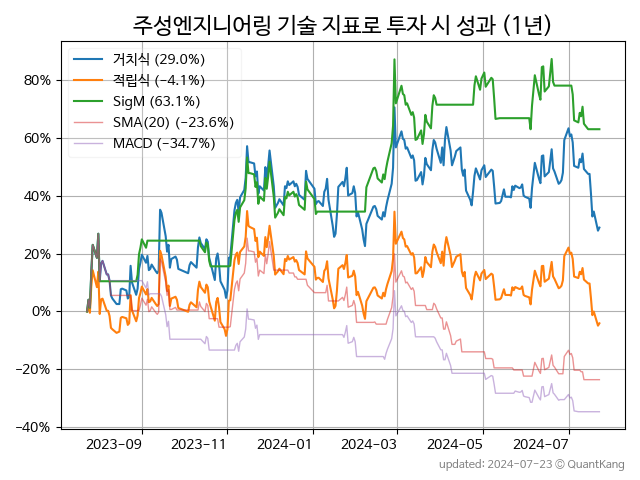 주성엔지니어링 기술 지표로 투자 시 성과 (1년)
거치식 (29.0%)
적립식 (−4.1%)
SigM (63.1%)
SMA(20) (−23.6%)
MACD (−34.7%)
80%
60%
40%
20%
0%
−20%
−40%
2023-09 2023-11 2024-01 2024-03 2024-05 2024-07
updated: 2024-07-23 © QuantKang